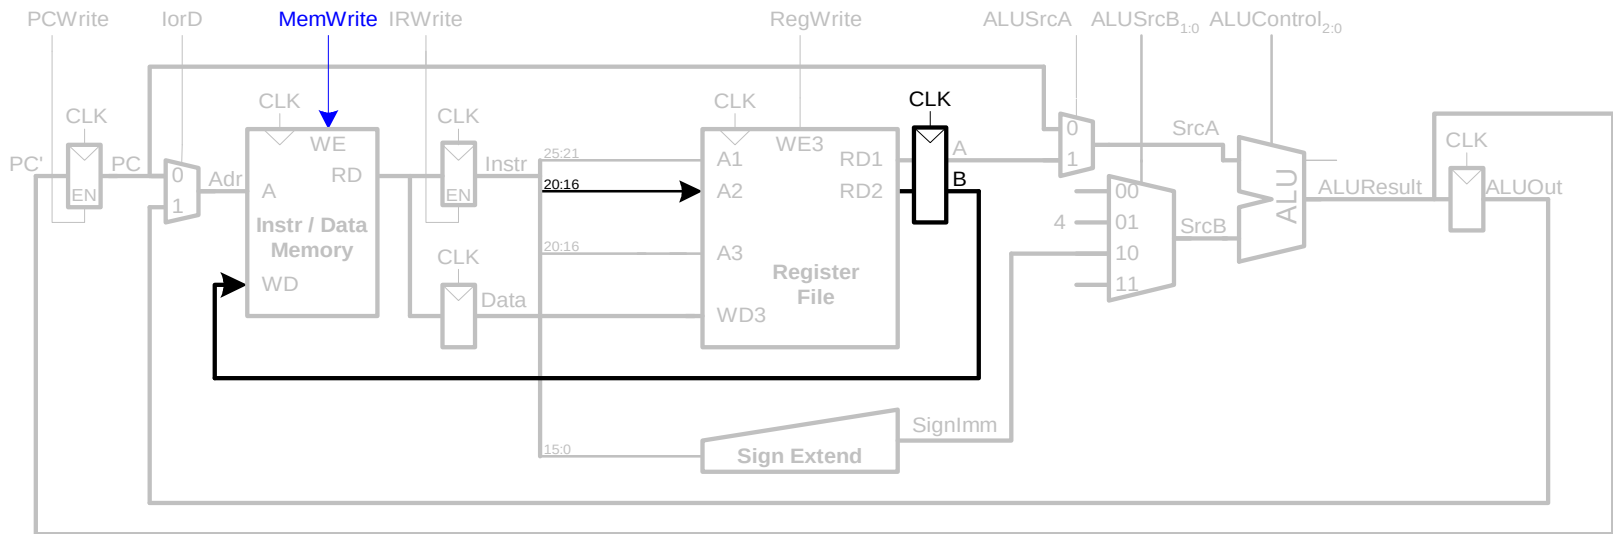 PCWrite IorD MemWrite IRWrite RegWrite ALUSrcA ALUSrcB1:0 ALUControl2:0
CLK CLK CLK CLK CLK CLK CLK
PC' EN PC 0 1 Adr
A WE RD
Instr / Data
Memory
WD
EN Instr
CLK
Data
25:21
20:16
20:16
15:0
A1 WE3 RD1
A2 RD2
A3
Register
File
WD3
Sign Extend
SignImm
A
B
0
1
SrcA
00
4 01
10
11
SrcB
ALU
ALUResult
ALUOut